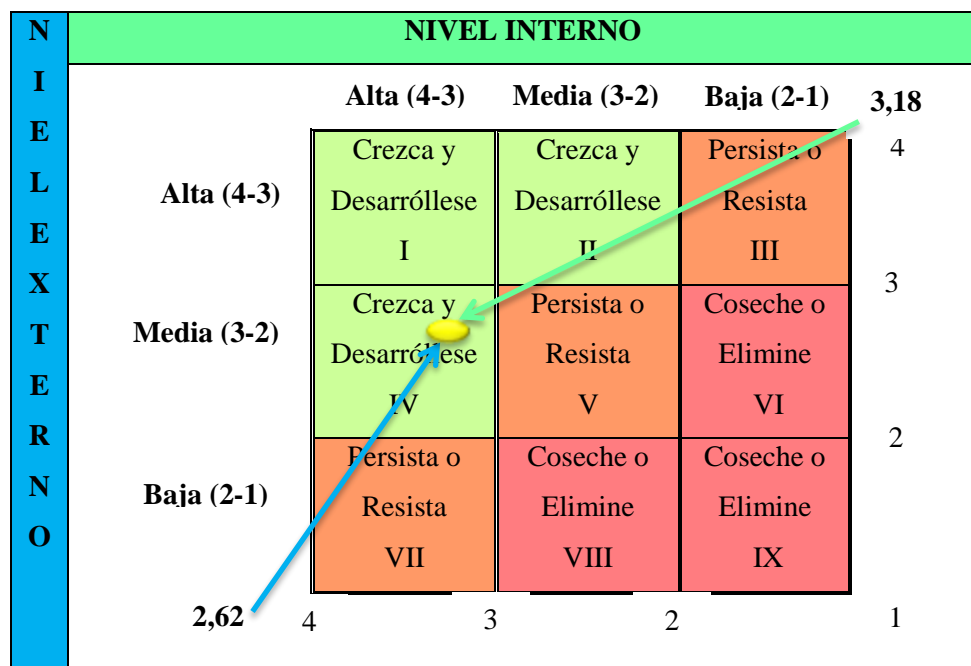 NIVEL INTERNO
N
I
E
L
E
X
T
E
R
N
O
Alta (4-3)
Media (3-2)
Baja (2-1)
3,18
Alta (4-3)
Crezca y
Desarróllese
I
Crezca y
Desarróllese
II
Persista o
Resista
III
4
3
Media (3-2)
Crezca y
Desarróllese
IV
Persista o
Resista
V
Coseche o
Elimine
VI
2
Baja (2-1)
Persista o
Resista
VII
Coseche o
Elimine
VIII
Coseche o
Elimine
IX
2,62
4
3
2
1